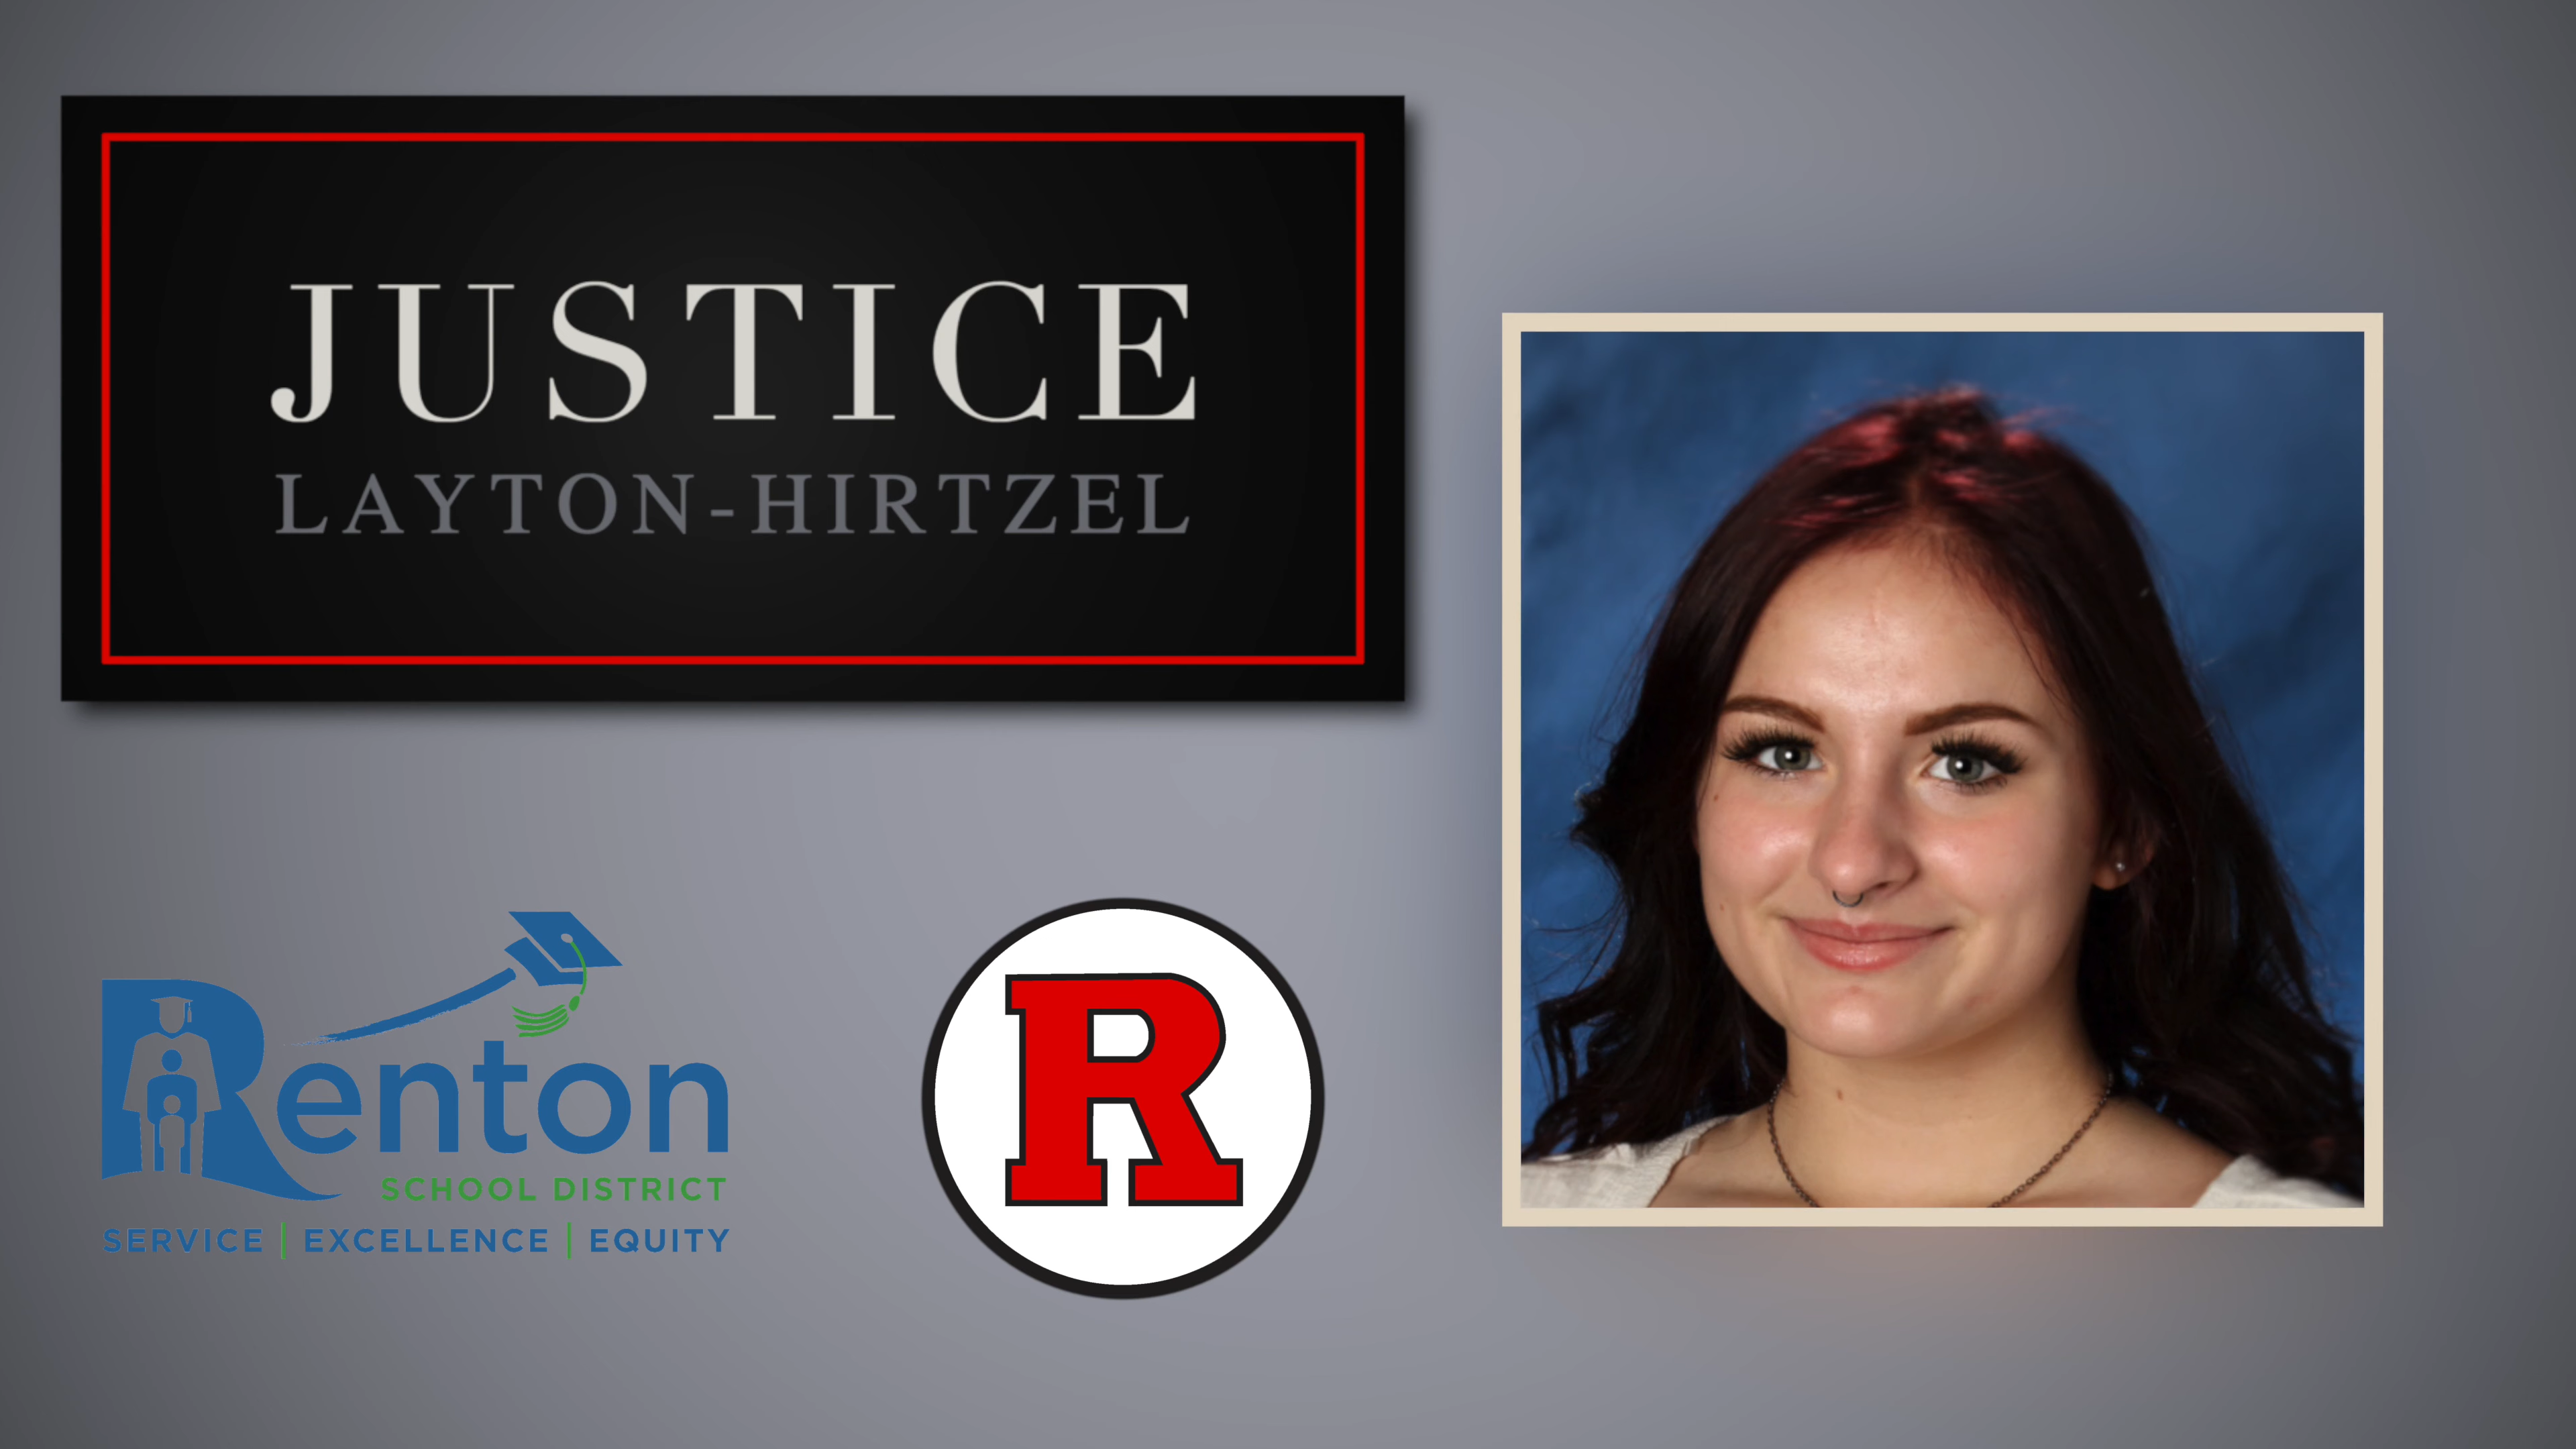 JUSTICE
LAYTON-HIRTZEL
Renton
SCHOOL DISTRICT
SERVICE | EXCELLENCE | EQUITY
R